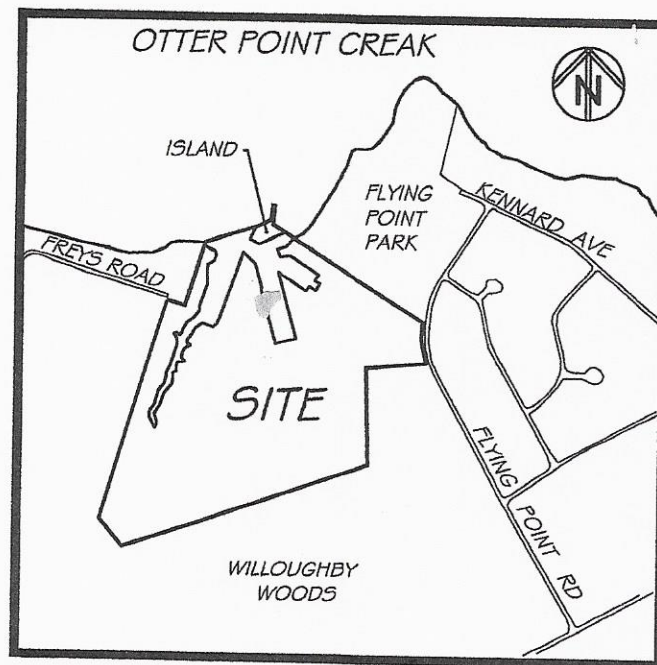 OTTER POINT CREAK
N
ISLAND
FLYING
POINT
PARK
KENNARD AVE
FREYS ROAD
SITE
FLYING
POINT RD
WILLOUGHBY
WOODS